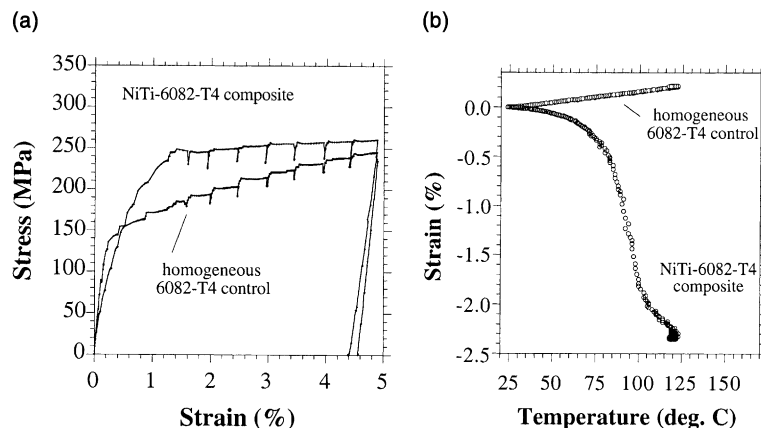 (a)
350
300
250
200
150
100
50
0
Stress (MPa)
NiTi-6082-T4 composite
homogeneous
6082-T4 control
0 1 2 3 4 5
Strain (%)
(b)
0.0
-0.5
-1.0
-1.5
-2.0
-2.5
Strain (%)
homogeneous
6082-T4 control
NiTi-6082-T4
composite
25 50 75 100 125 150
Temperature (deg. C)